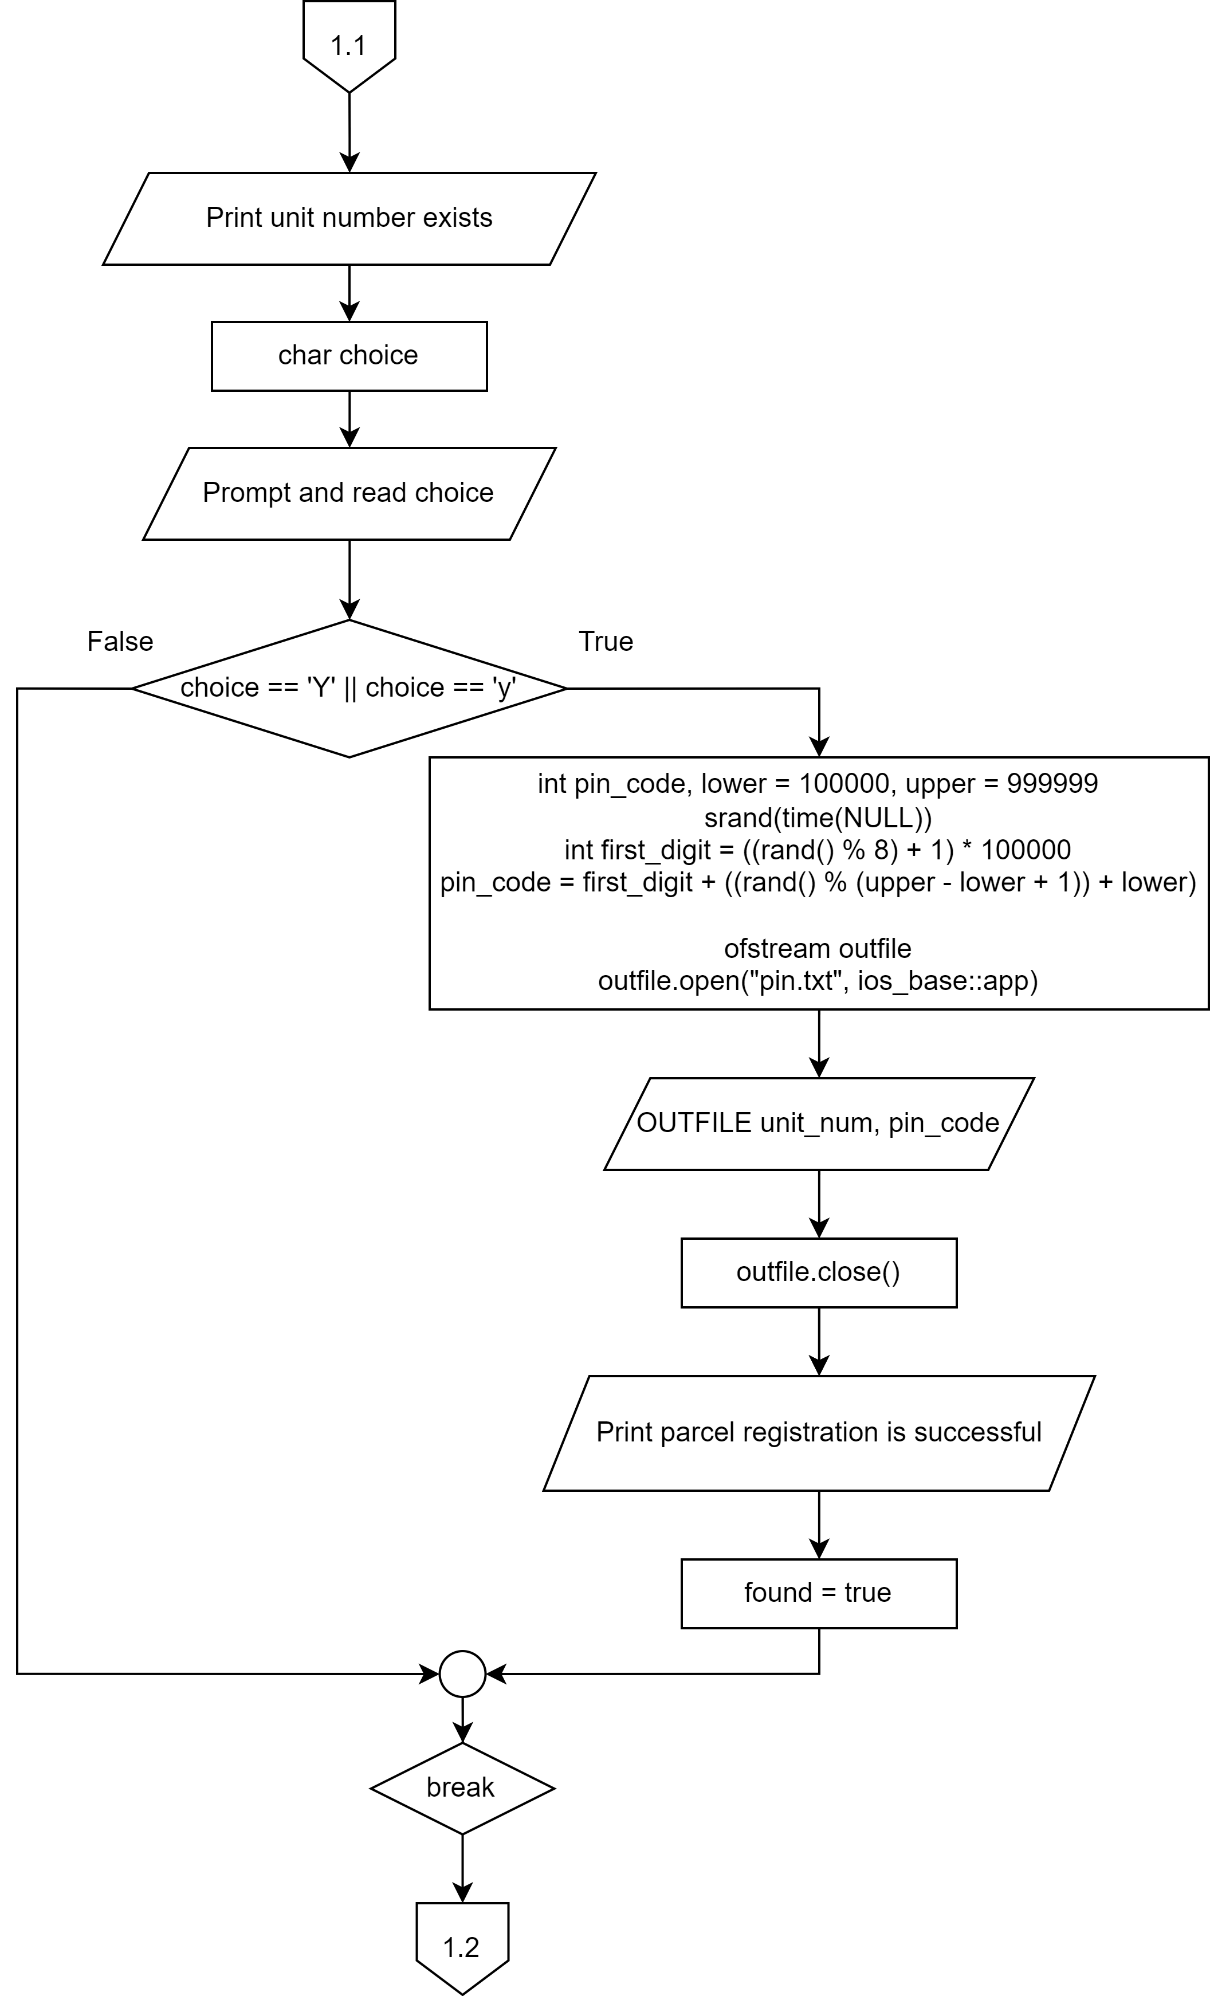 1.1
Print unit number exists
char choice
Prompt and read choice
False
True
choice == 'Y' || choice == 'y'
int pin_code, lower = 100000, upper = 999999
srand(time(NULL))
int first_digit = ((rand() % 8) + 1) * 100000
pin_code = first_digit + ((rand() % (upper - lower + 1)) + lower)
ofstream outfile
outfile.open("pin.txt", ios_base::app)
OUTFILE unit_num, pin_code
outfile.close()
Print parcel registration is successful
found = true
break
1.2